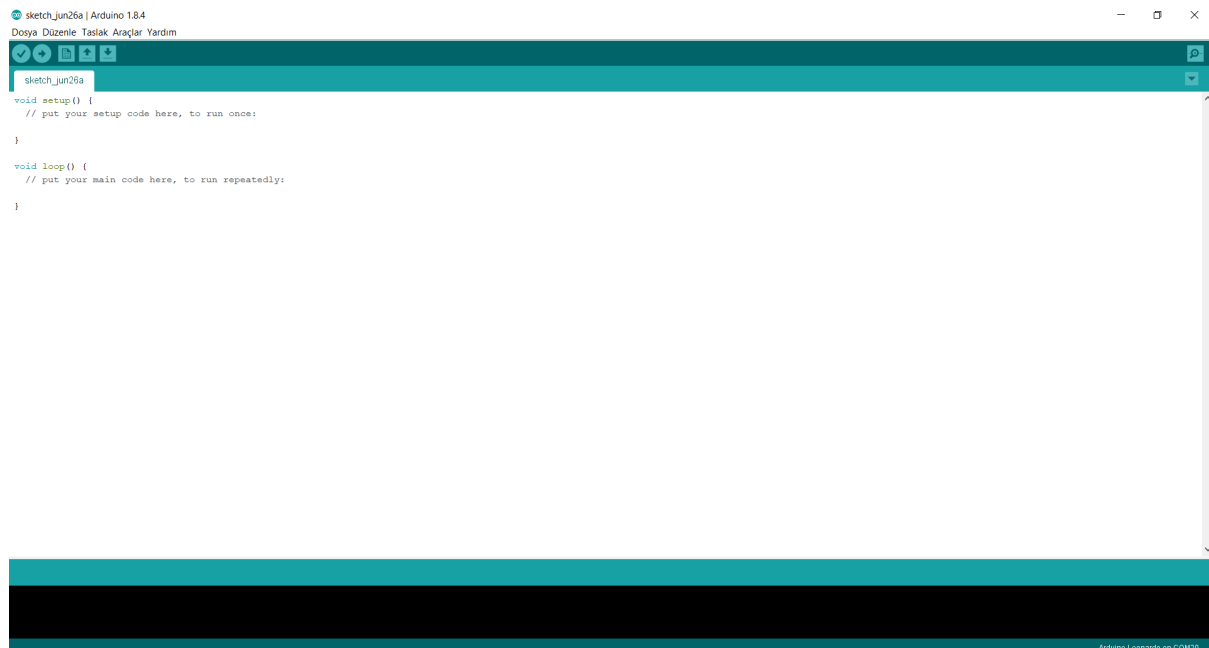 sketch_jun26a | Arduino 1.8.4
Dosya Düzenle Taslak Araçlar Yardım
sketch_jun26a
void setup() {
  // put your setup code here, to run once:
}
void loop() {
  // put your main code here, to run repeatedly:
}
Arduino Leonardo on COM20